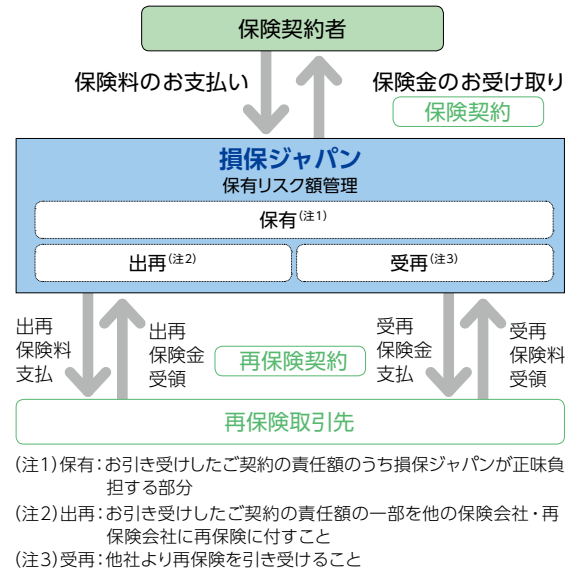 保険契約者
保険料のお支払い
保険金のお受け取り
保険契約
損保ジャパン
保有リスク額管理
保有(注1)
出再(注2)
受再(注3)
出再
保険料
支払
出再
保険金
受領
再保険契約
受再
保険金
支払
受再
保険料
受領
再保険取引先
(注1)保有：お引き受けしたご契約の責任額のうち損保ジャパンが正味負
担する部分
(注2)出再：お引き受けしたご契約の責任額の一部を他の保険会社・再
保険会社に再保険に付すこと
(注3)受再：他社より再保険を引き受けること